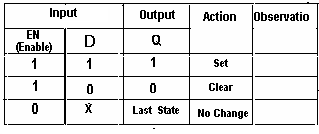 Input Output Action Observatio
EN (Enable) D Q
1 1 1 Set
1 0 0 Clear
0 X Last State No Change